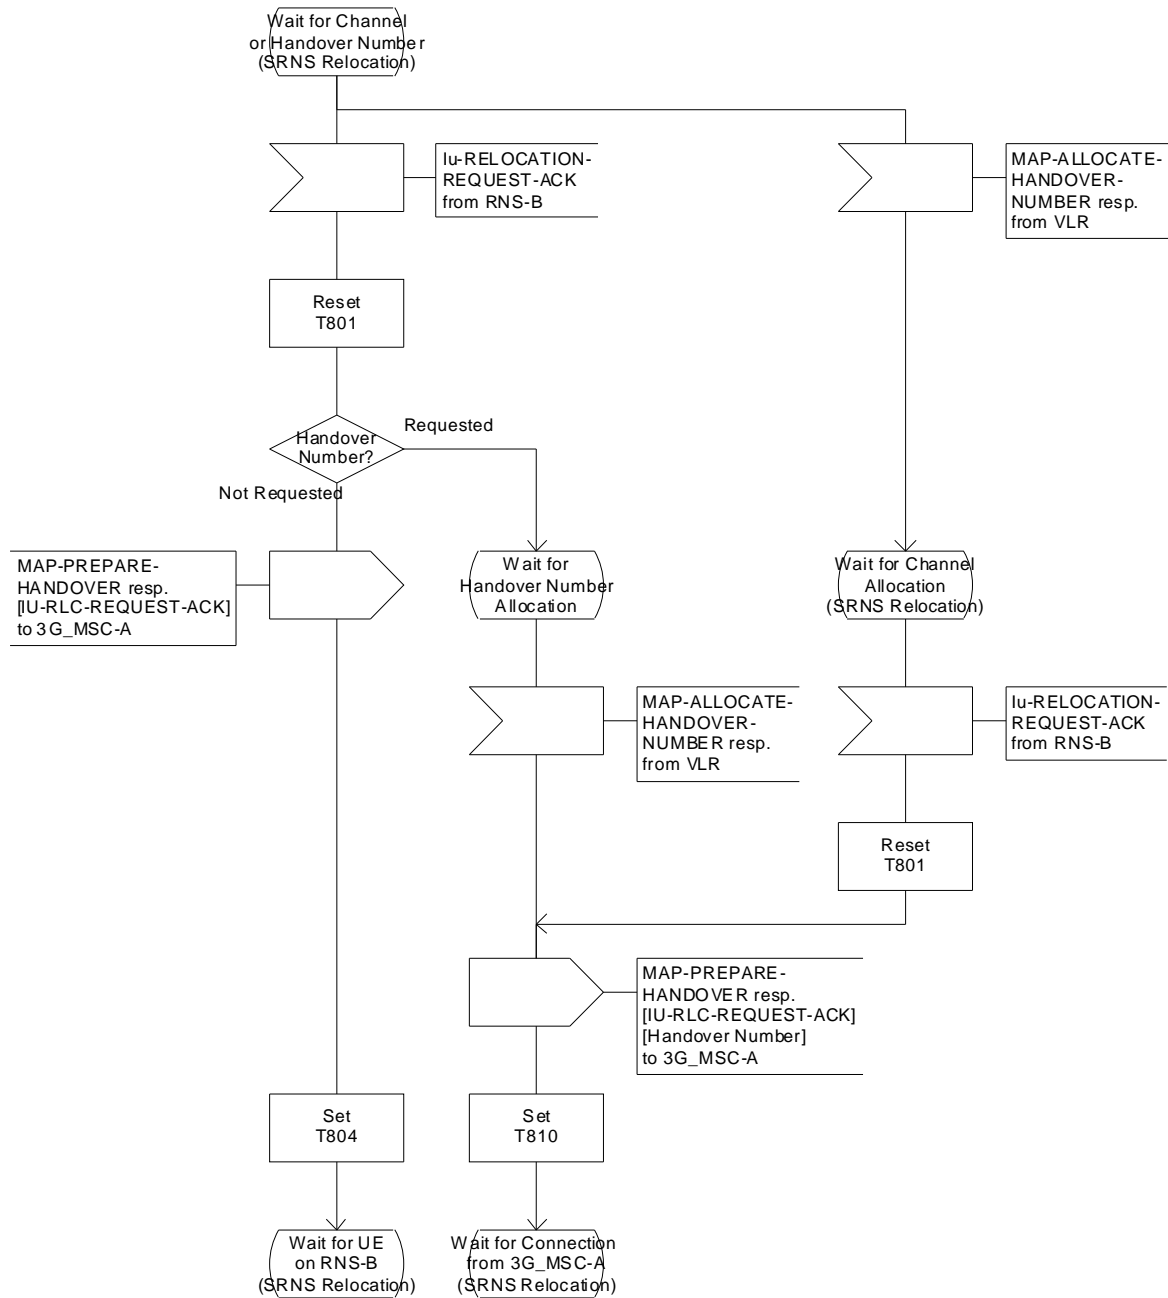 Wait for Channel
or Handover Number
(SRNS Relocation)
Iu-RELOCATION-
REQUEST-ACK
from RNS-B
MAP-ALLOCATE-
HANDOVER-
NUMBER resp.
from VLR
Reset
T801
Handover
Number?
Requested
Not Requested
MAP-PREPARE-
HANDOVER resp.
[IU-RLC-REQUEST-ACK]
to 3G_MSC-A
Wait for
Handover Number
Allocation
Wait for Channel
Allocation
(SRNS Relocation)
MAP-ALLOCATE-
HANDOVER-
NUMBER resp.
from VLR
Iu-RELOCATION-
REQUEST-ACK
from RNS-B
Reset
T801
MAP-PREPARE-
HANDOVER resp.
[IU-RLC-REQUEST-ACK]
[Handover Number]
to 3G_MSC-A
Set
T804
Set
T810
Wait for UE
on RNS-B
(SRNS Relocation)
Wait for Connection
from 3G_MSC-A
(SRNS Relocation)